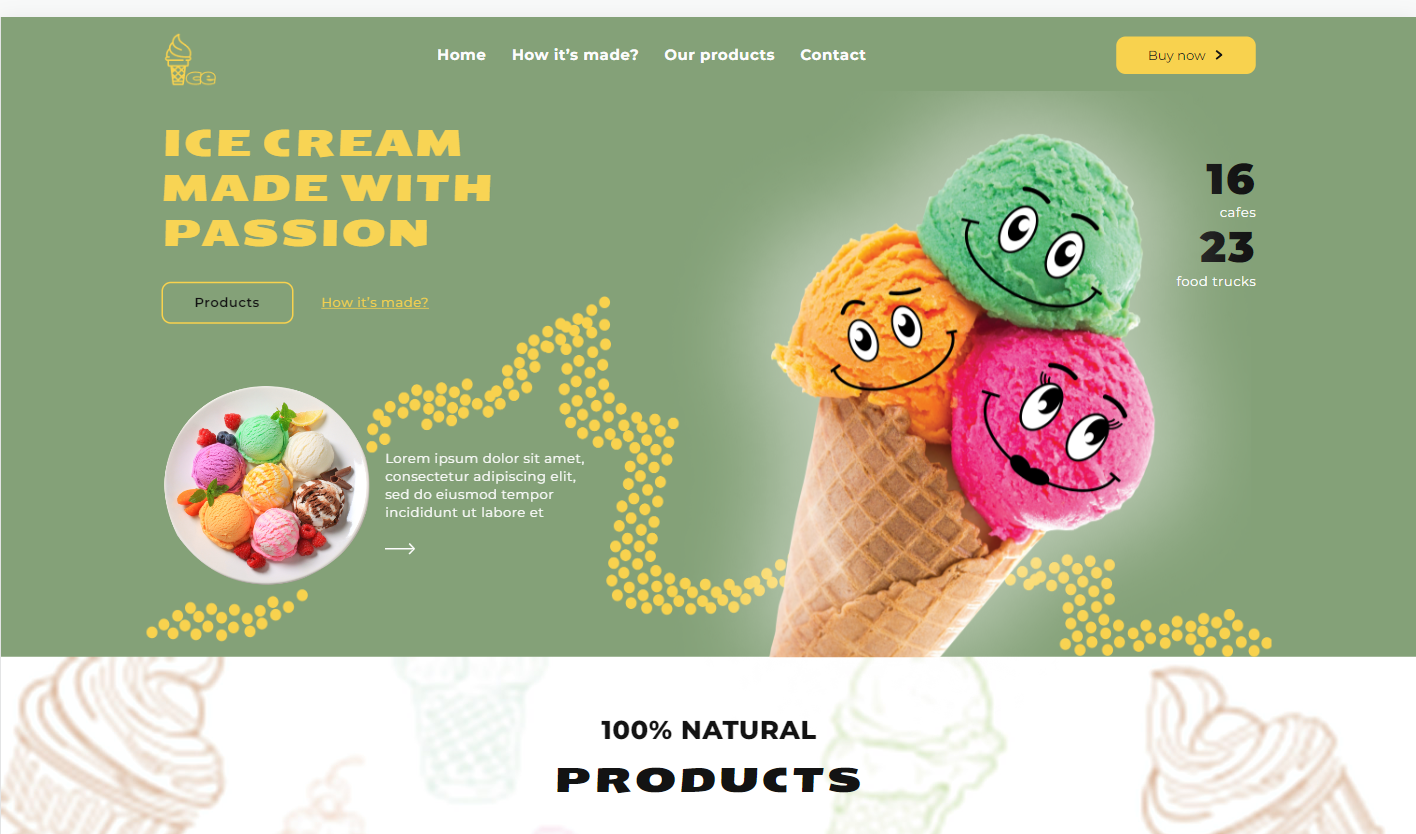 ice
Home
How it's made?
Our products
Contact
Buy now
ICE CREAM
MADE WITH
PASSION
Products
How it's made?
16
cafes
23
food trucks
Lorem ipsum dolor sit amet,
consectetur adipiscing elit,
sed do eiusmod tempor
incididunt ut labore et
100% NATURAL
PRODUCTS